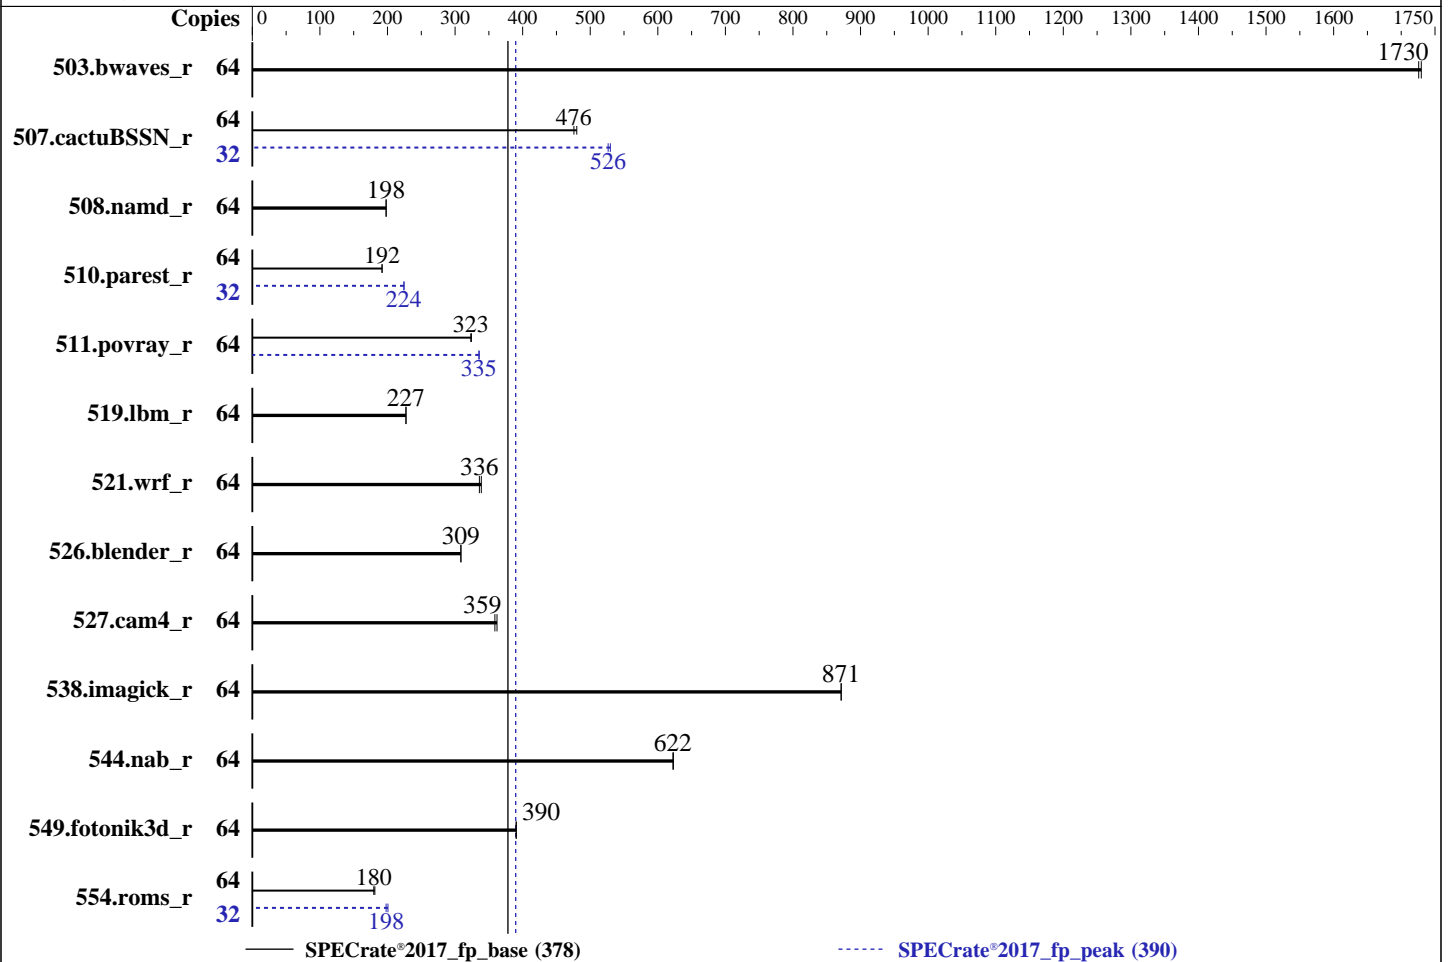 Copies 0 100 200 300 400 500 600 700 800 900 1000 1100 1200 1300 1400 1500 1600 1750
503.bwaves_r 64 1730
507.cactuBSSN_r 64 476
32 526
508.namd_r 64 198
510.parest_r 64 192
32 224
511.povray_r 64 323
335
519.lbm_r 64 227
521.wrf_r 64 336
526.blender_r 64 309
527.cam4_r 64 359
538.imagick_r 64 871
544.nab_r 64 622
549.fotonik3d_r 64 390
554.roms_r 64 180
32 198
SPECrate®2017_fp_base (378) SPECrate®2017_fp_peak (390)